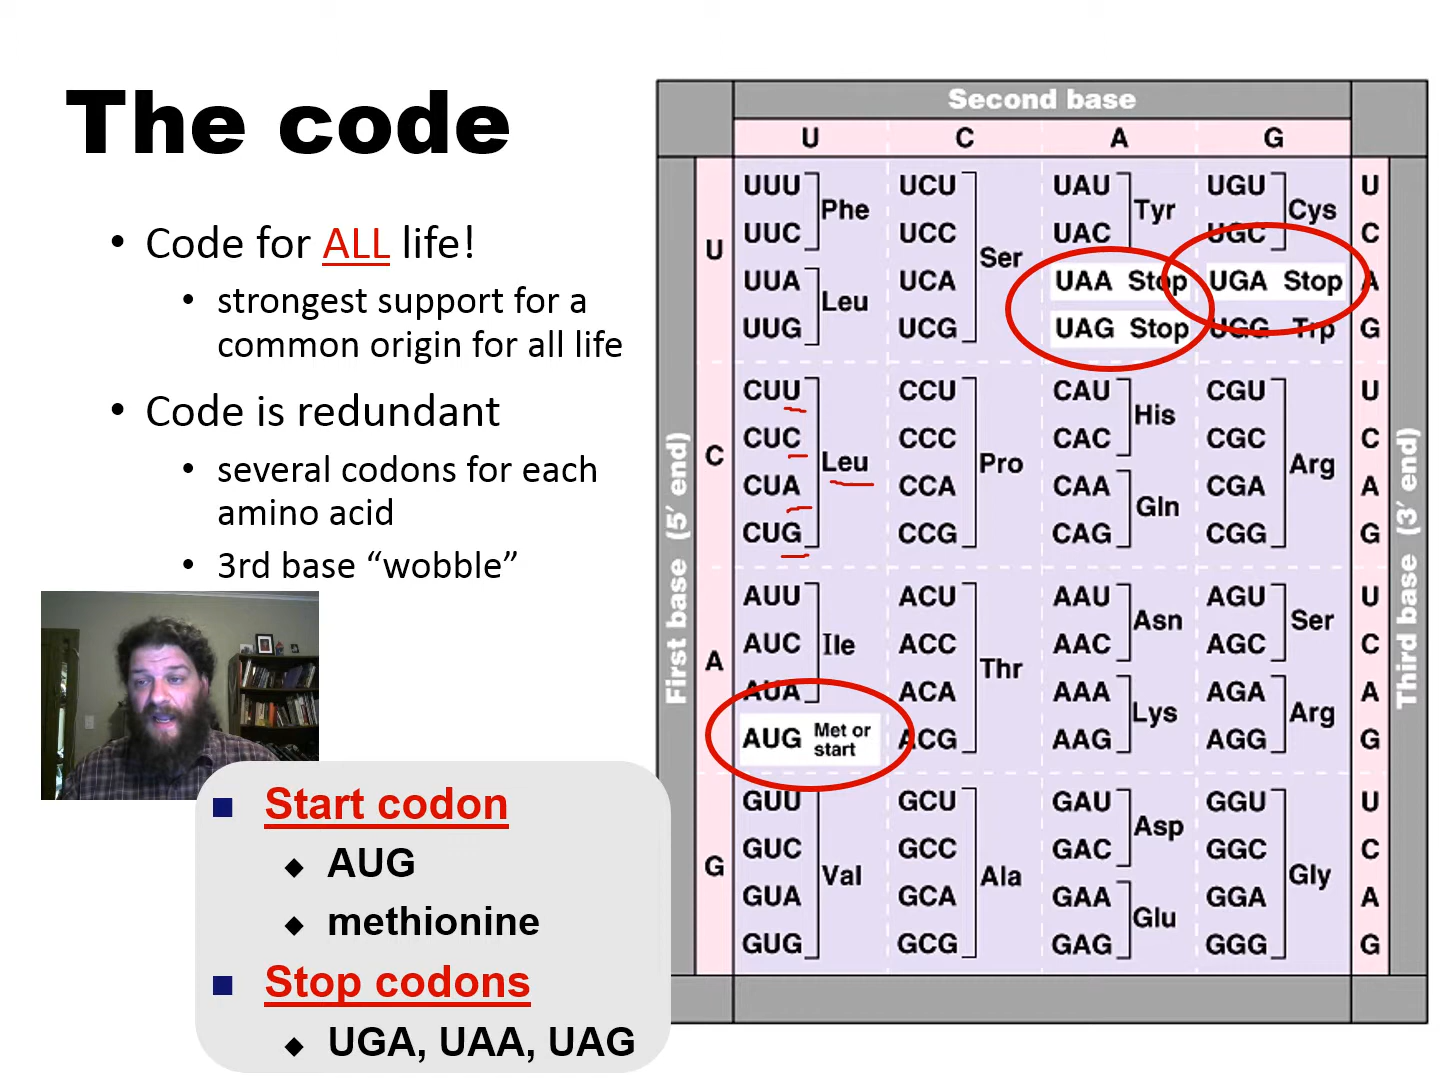 The code
• Code for ALL life!
• strongest support for a
common origin for all life
• Code is redundant
• several codons for each
amino acid
• 3rd base “wobble”
Start codon
AUG
methionine
Stop codons
UGA, UAA, UAG
Second base
U C A G
First base (5′ end)
Third base (3′ end)
U
UUU UCU UAU UGU U
Phe Tyr Cys
UUC UCC UAC UGC C
Ser
UUA UCA UAA Stop UGA Stop A
Leu
UUG UCG UAG Stop UGG Trp G
C
CUU CCU CAU CGU U
His
CUC CCC CAC CGC C
Leu Pro Arg
CUA CCA CAA CGA A
Gln
CUG CCG CAG CGG G
A
AUU ACU AAU AGU U
Asn Ser
AUC Ile ACC AAC AGC C
Thr
AUA ACA AAA AGA A
Lys Arg
AUG Met or start ACG AAG AGG G
G
GUU GCU GAU GGU U
Asp
GUC GCC GAC GGC C
Val Ala Gly
GUA GCA GAA GGA A
Glu
GUG GCG GAG GGG G